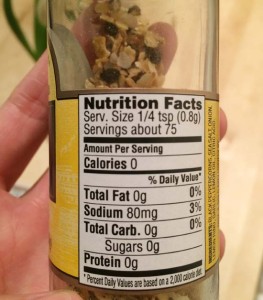 Nutrition Facts
Serv. Size 1/4 tsp (0.8g)
Servings about 75
Amount Per Serving
Calories 0
% Daily Value*
Total Fat 0g 0%
Sodium 80mg 3%
Total Carb. 0g 0%
Sugars 0g
Protein 0g
*Percent Daily Values are based on a 2,000 calorie diet.